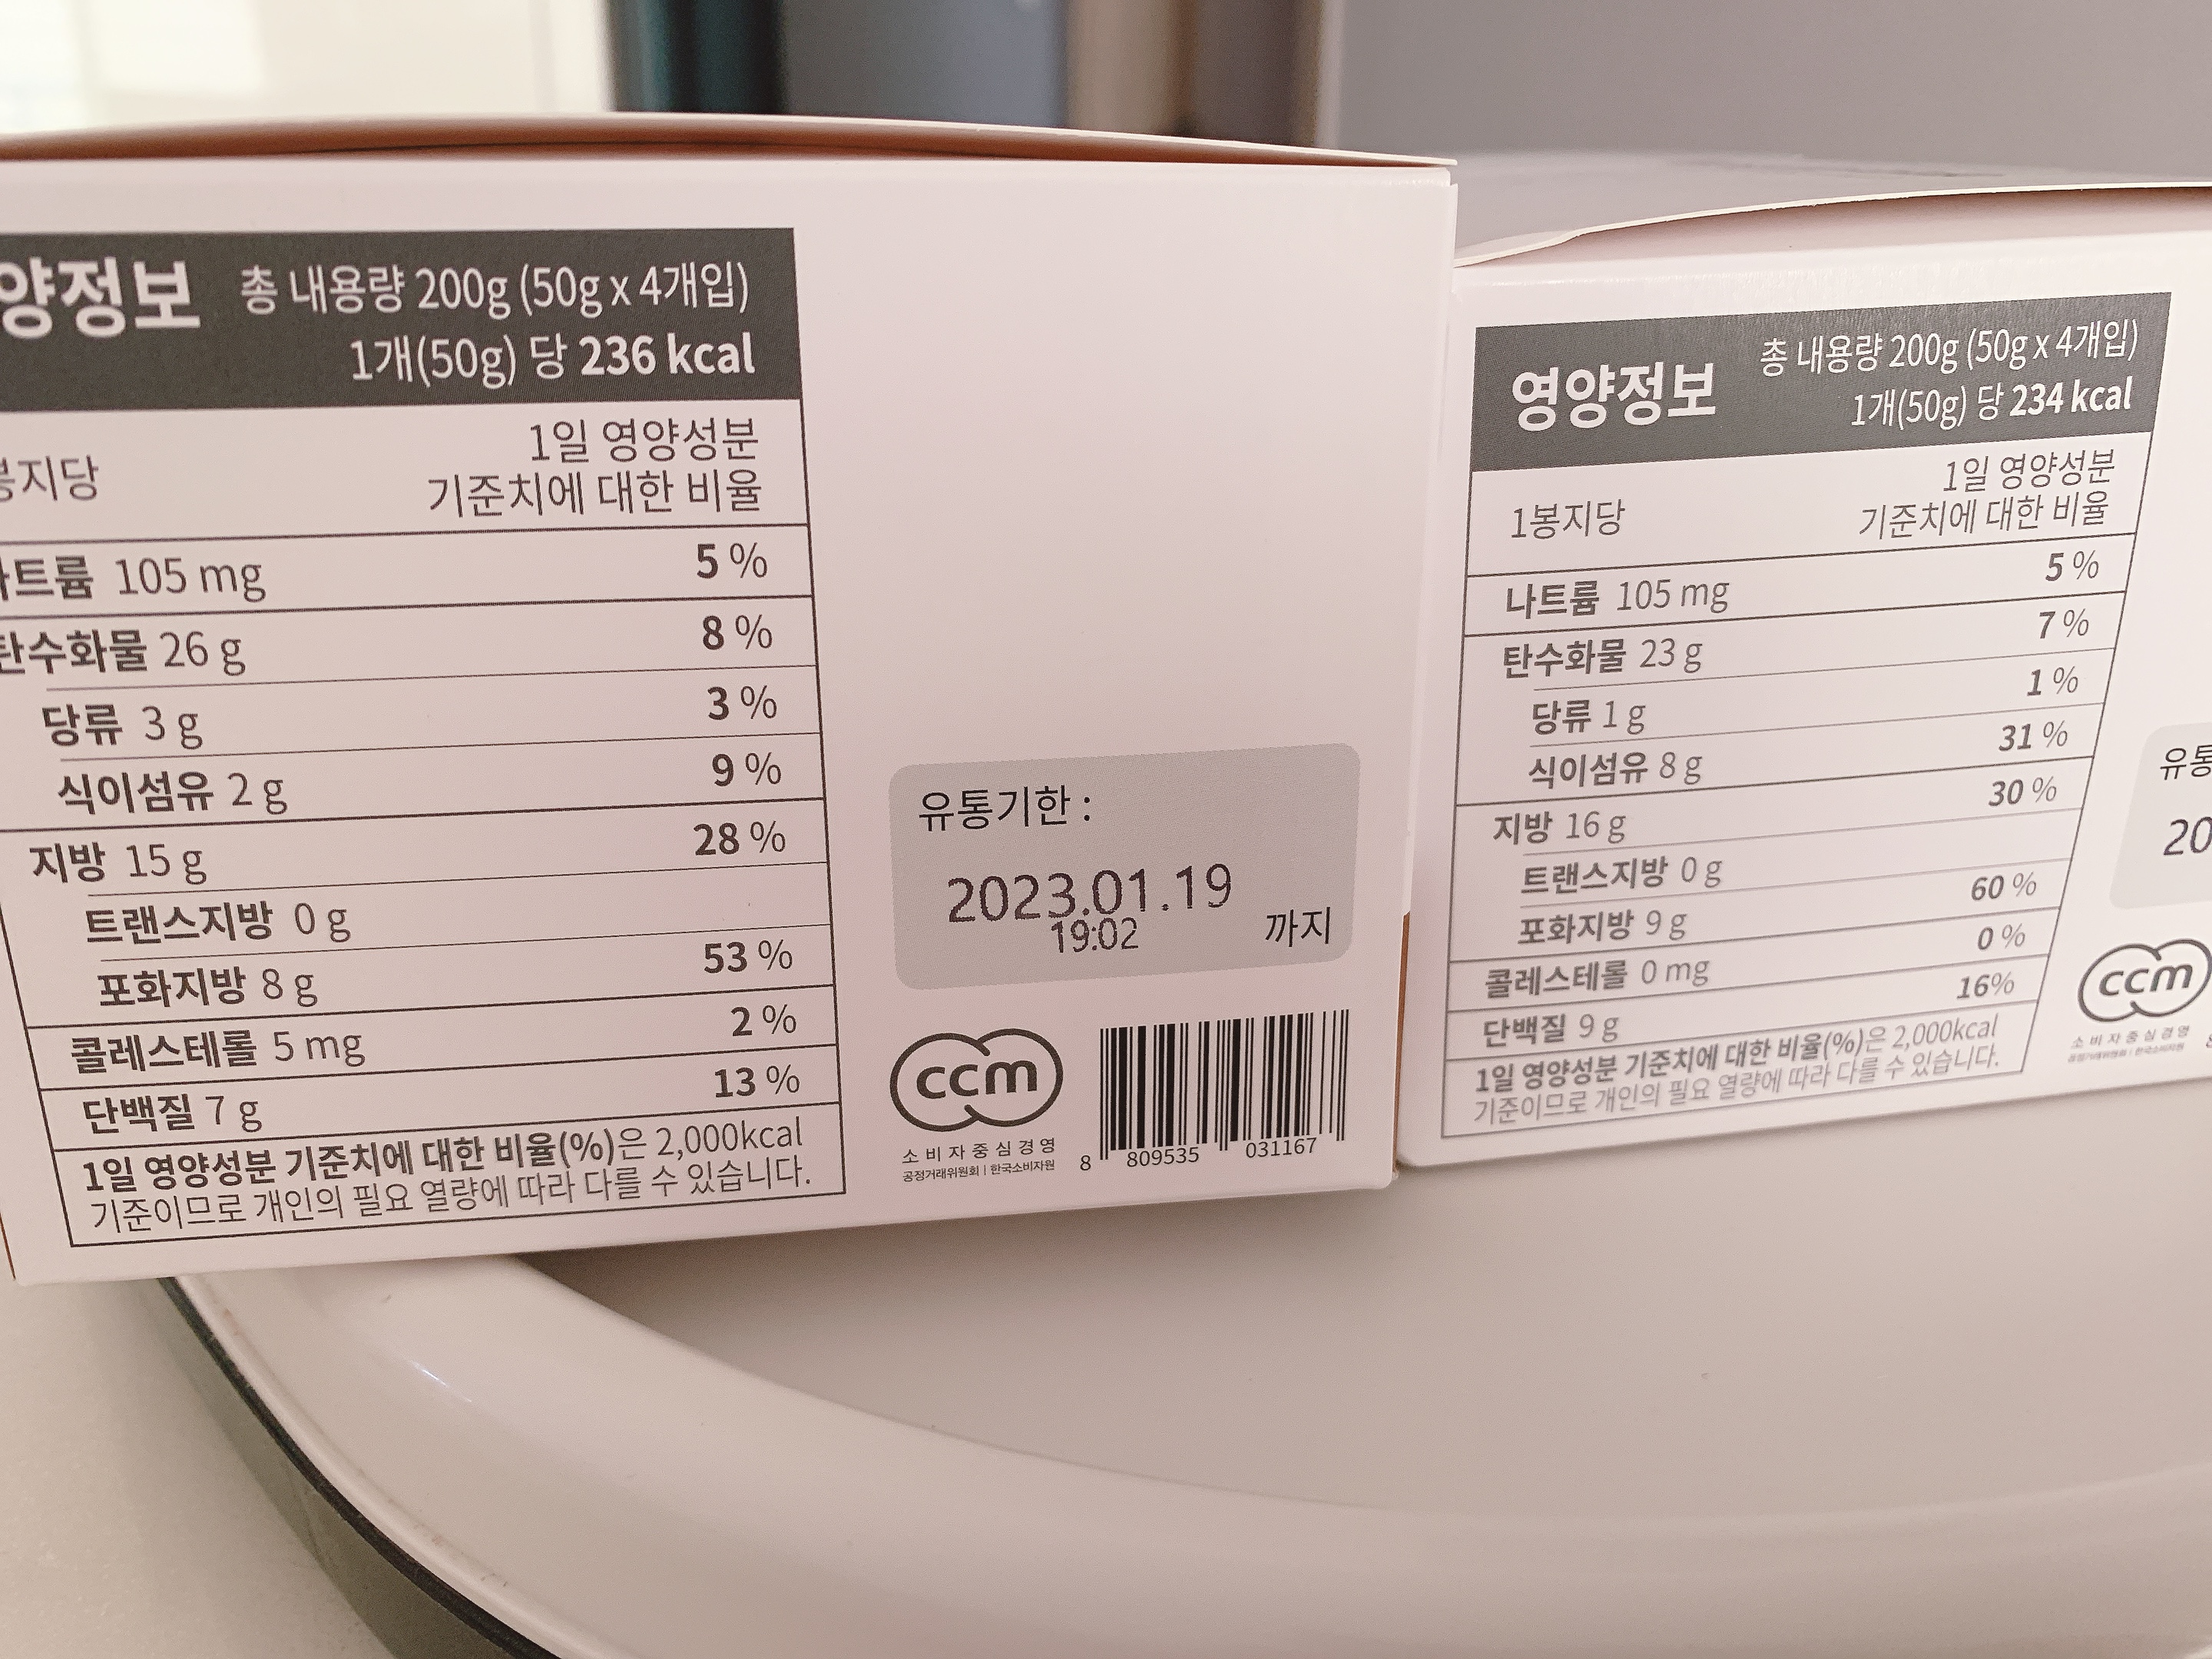 양정보 총 내용량 200g (50g x 4개입)
1개(50g) 당 236 kcal
지당
1일 영양성분
기준치에 대한 비율
트륨 105 mg 5 %
탄수화물 26 g 8 %
당류 3 g 3 %
식이섬유 2 g 9 %
지방 15 g 28 %
트랜스지방 0 g
포화지방 8 g 53 %
콜레스테롤 5 mg 2 %
단백질 7 g 13 %
1일 영양성분 기준치에 대한 비율(%)은 2,000kcal
기준이므로 개인의 필요 열량에 따라 다를 수 있습니다.
유통기한 :
2023.01.19
19:02 까지
ccm
소비자중심경영
공정거래위원회 | 한국소비자원
8 809535 031167
영양정보 총 내용량 200g (50g x 4개입)
1개(50g) 당 234 kcal
1봉지당
1일 영양성분
기준치에 대한 비율
나트륨 105 mg 5 %
탄수화물 23 g 7 %
당류 1 g 1 %
식이섬유 8 g 31 %
지방 16 g 30 %
트랜스지방 0 g
포화지방 9 g 60 %
콜레스테롤 0 mg 0 %
단백질 9 g 16%
1일 영양성분 기준치에 대한 비율(%)은 2,000kcal
기준이므로 개인의 필요 열량에 따라 다를 수 있습니다.
유통
20
ccm
소비자중심경영
공정거래위원회 | 한국소비자원